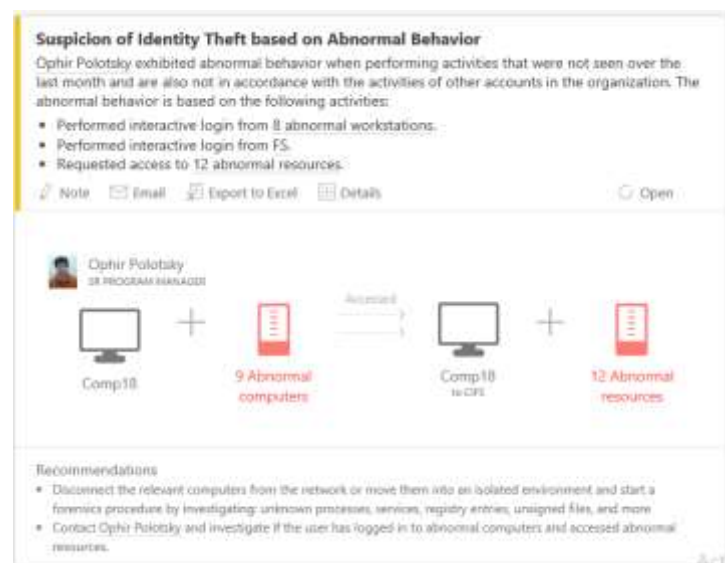 Suspicion of Identity Theft based on Abnormal Behavior
Ophir Polotsky exhibited abnormal behavior when performing activities that were not seen over the
last month and are also not in accordance with the activities of other accounts in the organization. The
abnormal behavior is based on the following activities:
• Performed interactive login from 8 abnormal workstations.
• Performed interactive login from FS.
• Requested access to 12 abnormal resources.
Note Email Export to Excel Details Open
Ophir Polotsky
SR PROGRAM MANAGER
Accessed
Comp18
9 Abnormal
computers
Comp18
to CIFS
12 Abnormal
resources
Recommendations
• Disconnect the relevant computers from the network or move them into an isolated environment and start a
forensics procedure by investigating: unknown processes, services, registry entries, unsigned files, and more
• Contact Ophir Polotsky and investigate if the user has logged in to abnormal computers and accessed abnormal
resources.